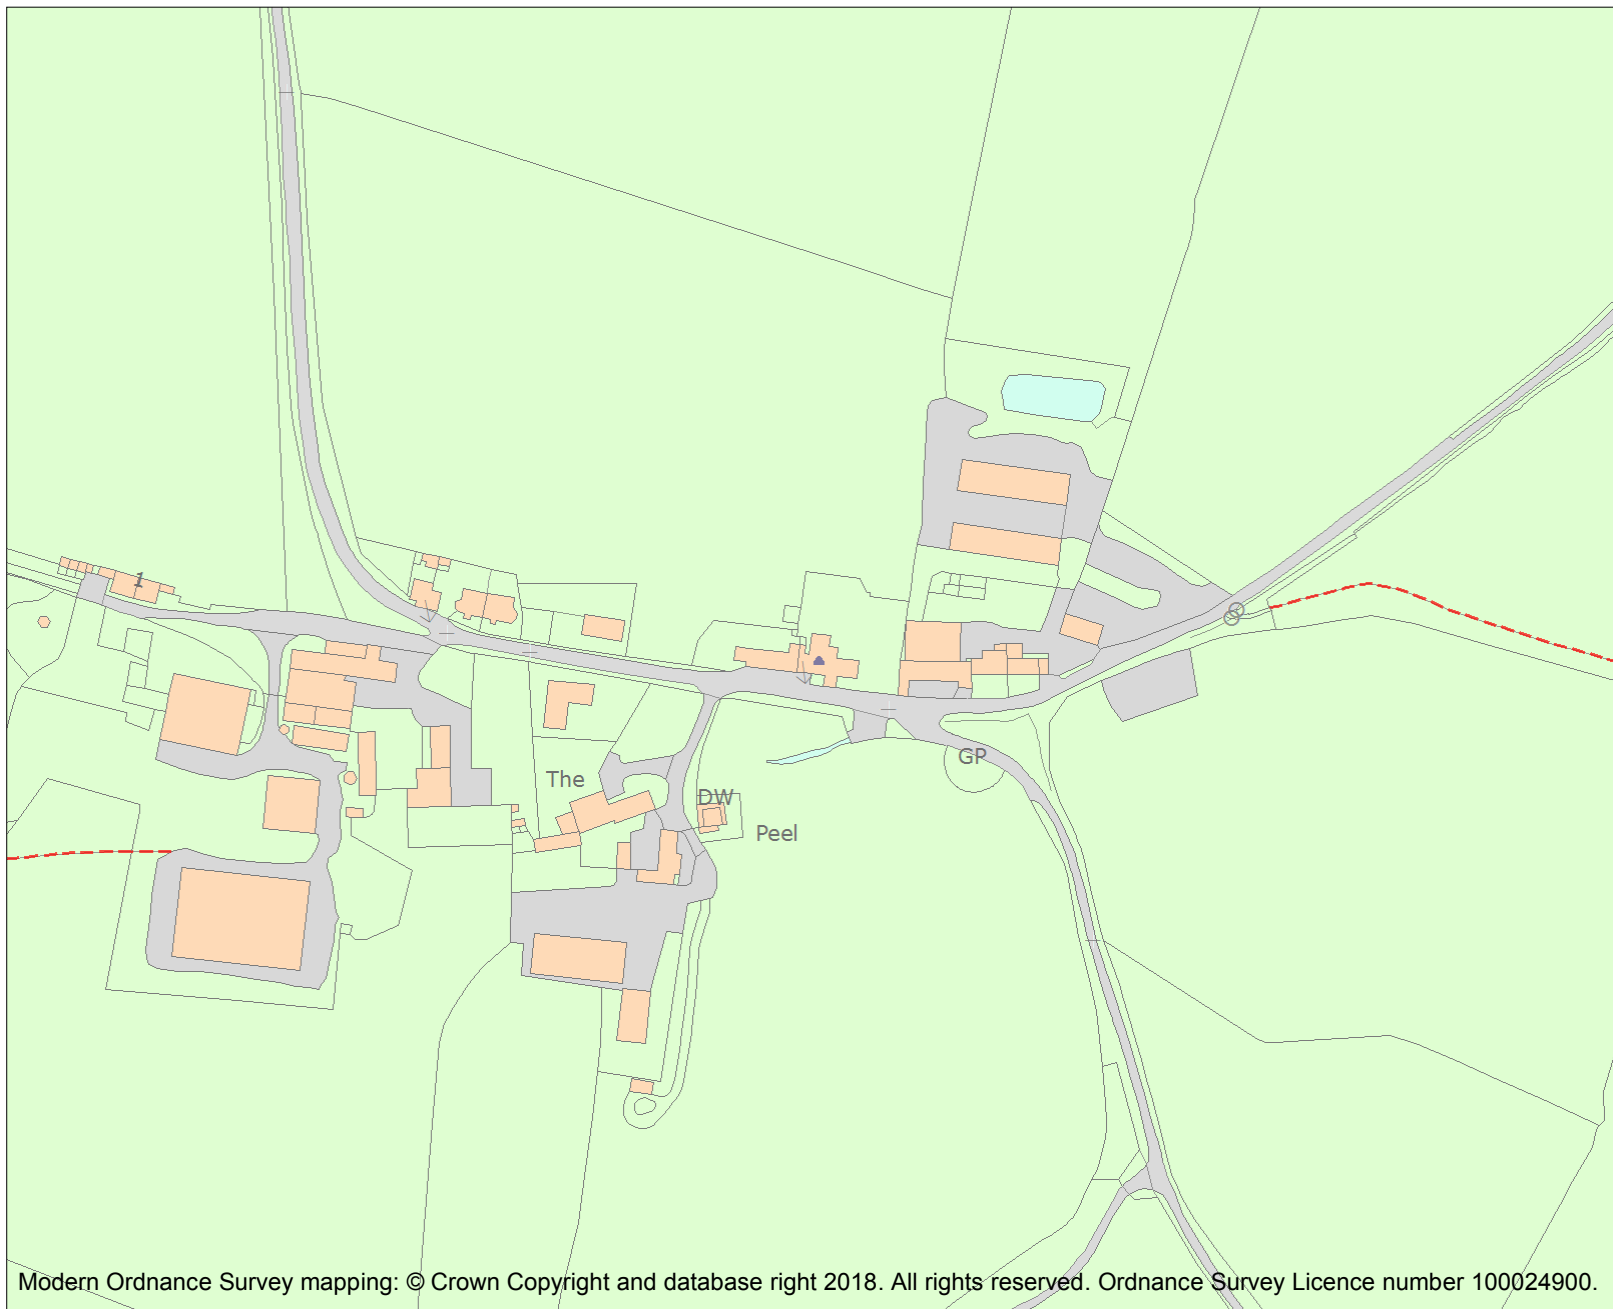 1
GP
The
DW
Peel
Modern Ordnance Survey mapping: © Crown Copyright and database right 2018. All rights reserved. Ordnance Survey Licence number 100024900.